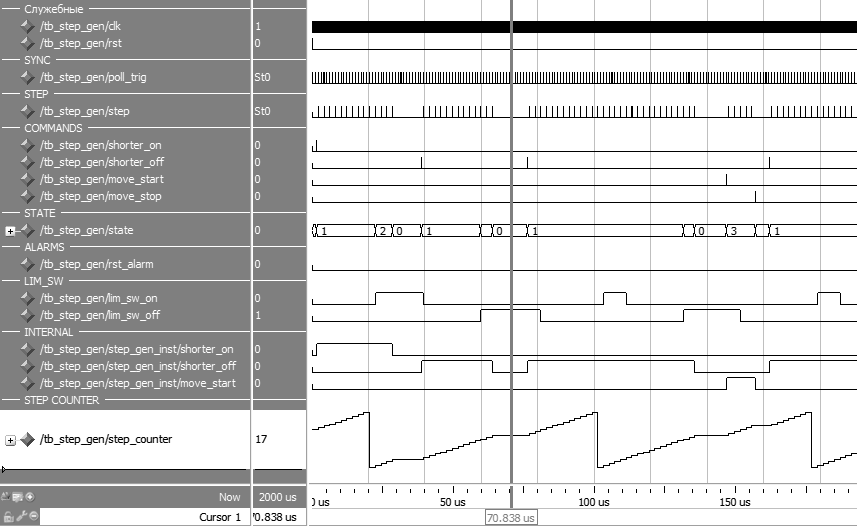 Служебные
/tb_step_gen/clk 1
/tb_step_gen/rst 0
SYNC
/tb_step_gen/poll_trig St0
STEP
/tb_step_gen/step St0
COMMANDS
/tb_step_gen/shorter_on 0
/tb_step_gen/shorter_off 0
/tb_step_gen/move_start 0
/tb_step_gen/move_stop 0
STATE
/tb_step_gen/state 0 1 2 0 1 0 1 0 3 1
ALARMS
/tb_step_gen/rst_alarm 0
LIM_SW
/tb_step_gen/lim_sw_on 0
/tb_step_gen/lim_sw_off 1
INTERNAL
/tb_step_gen/step_gen_inst/shorter_on 0
/tb_step_gen/step_gen_inst/shorter_off 0
/tb_step_gen/step_gen_inst/move_start 0
STEP COUNTER
/tb_step_gen/step_counter 17
Now 2000 us 0 us 50 us 100 us 150 us
Cursor 1 70.838 us 70.838 us